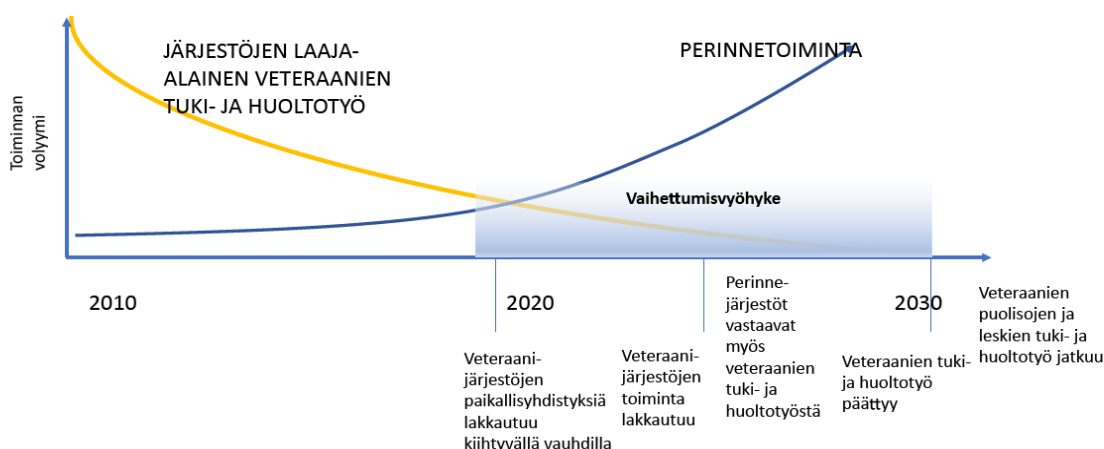 JÄRJESTÖJEN LAAJA-
ALAINEN VETERAANIEN
TUKI- JA HUOLTOTYÖ
PERINNETOIMINTA
Toiminnan
volyymi
Vaihettumisvyöhyke
2010
2020
2030
Veteraani-
järjestöjen
paikallisyhdistyksiä
lakkautuu
kiihtyvällä vauhdilla
Veteraani-
järjestöjen
toiminta
lakkautuu
Perinne-
järjestöt
vastaavat
myös
veteraanien
tuki- ja
huoltotyöstä
Veteraanien tuki-
ja huoltotyö
päättyy
Veteraanien
puolisojen ja
leskien tuki- ja
huoltotyö jatkuu